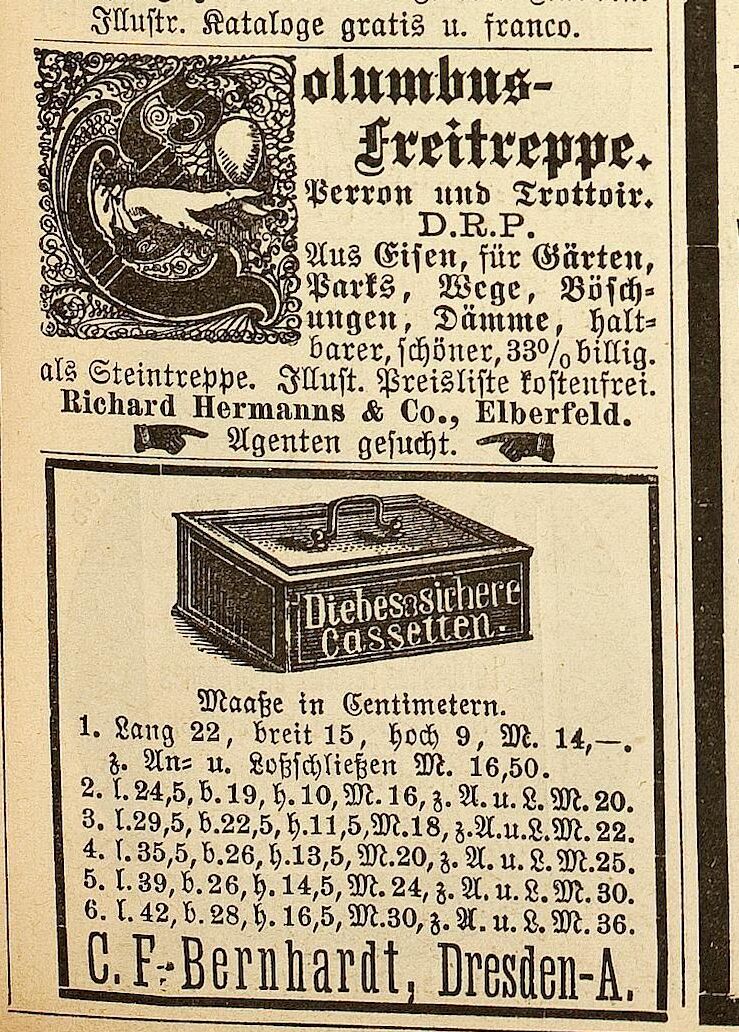 Illustr. Kataloge gratis u. franco.
Columbus-
Freitreppe.
Perron und Trottoir.
D.R.P.
Aus Eisen, für Gärten,
Parks, Wege, Bösch-
ungen, Dämme, halt-
barer, schöner, 33% billig.
als Steintreppe. Illust. Preisliste kostenfrei.
Richard Hermanns & Co., Elberfeld.
Agenten gesucht.
Diebessichere
Cassetten.
Maaße in Centimetern.
1. Lang 22, breit 15, hoch 9, M. 14,—.
z. An- u. Loßschließen M. 16,50.
2. l. 24,5, b. 19, h. 10, M. 16, z. A. u. L. M. 20.
3. l. 29,5, b. 22,5, h. 11,5, M. 18, z. A. u. L. M. 22.
4. l. 35,5, b. 26, h. 13,5, M. 20, z. A. u. L. M. 25.
5. l. 39, b. 26, h. 14,5, M. 24, z. A. u. L. M. 30.
6. l. 42, b. 28, h. 16,5, M. 30, z. A. u. L. M. 36.
C. F. Bernhardt, Dresden-A.